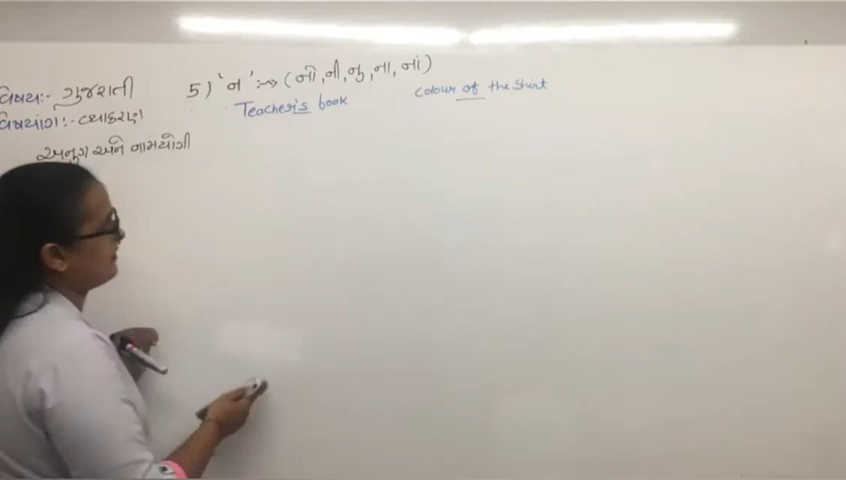 વિષય:- ગુજરાતી
વિષયાંગ:- વ્યાકરણ
અનુગ અને નામયોગી
5) 'ન' ⇝ (નો, ની, નુ, ના, નાં)
Teacher's book
Colour of the Shirt